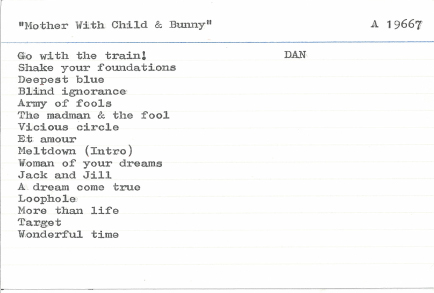 "Mother With Child & Bunny" A 19667
Go with the train! DAN
Shake your foundations
Deepest blue
Blind ignorance
Army of fools
The madman & the fool
Vicious circle
Et amour
Meltdown (Intro)
Woman of your dreams
Jack and Jill
A dream come true
Loophole
More than life
Target
Wonderful time